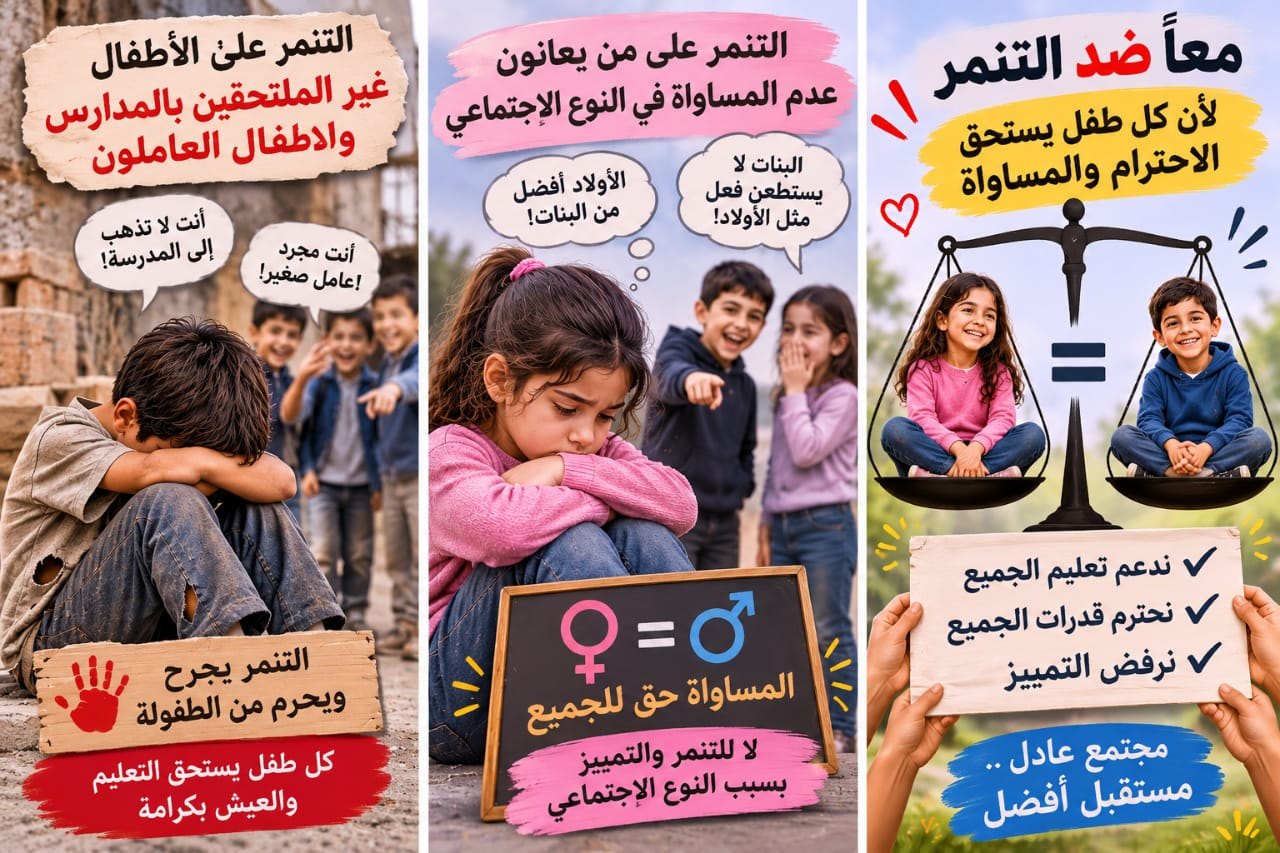 التنمر على الأطفال
غير الملتحقين بالمدارس
والاطفال العاملون
أنت لا تذهب
إلى المدرسة!
أنت مجرد
عامل صغير!
التنمر يجرح
ويحرم من الطفولة
كل طفل يستحق التعليم
والعيش بكرامة
التنمر على من يعانون
عدم المساواة في النوع الإجتماعي
الأولاد أفضل
من البنات!
البنات لا
يستطعن فعل
مثل الأولاد!
المساواة حق للجميع
لا للتنمر والتمييز
بسبب النوع الإجتماعي
معاً ضد التنمر
لأن كل طفل يستحق
الاحترام والمساواة
✓ ندعم تعليم الجميع
✓ نحترم قدرات الجميع
✓ نرفض التمييز
مجتمع عادل ..
مستقبل أفضل